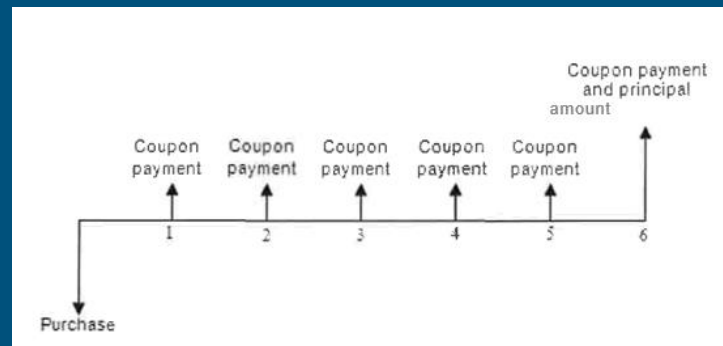 Coupon payment
and principal
amount
Coupon Coupon Coupon Coupon Coupon
payment payment payment payment payment
1 2 3 4 5 6
Purchase